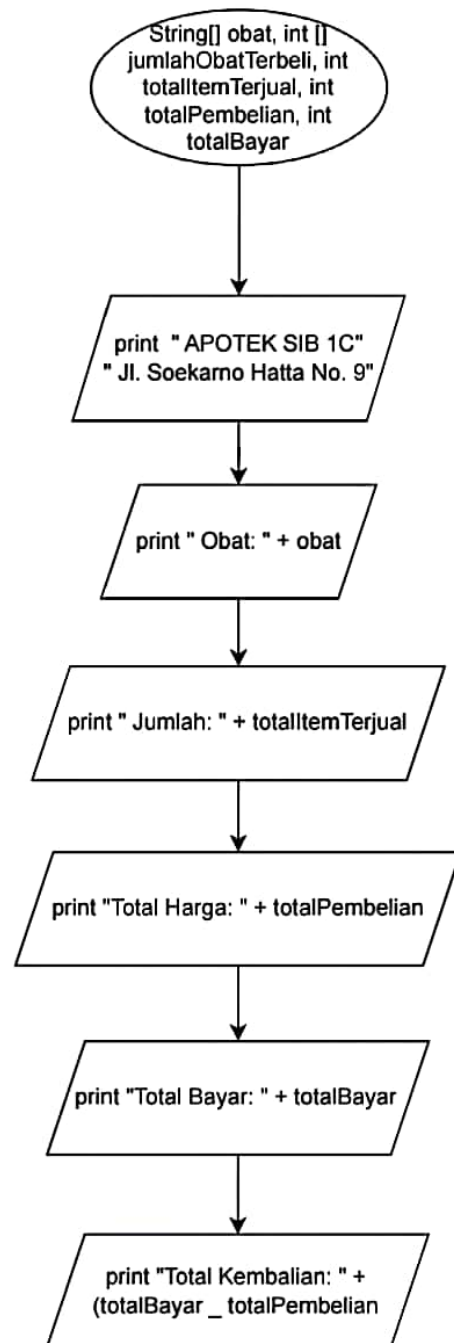 String[] obat, int []
jumlahObatTerbeli, int
totalItemTerjual, int
totalPembelian, int
totalBayar
print " APOTEK SIB 1C"
" Jl. Soekarno Hatta No. 9"
print " Obat: " + obat
print " Jumlah: " + totalItemTerjual
print "Total Harga: " + totalPembelian
print "Total Bayar: " + totalBayar
print "Total Kembalian: " +
(totalBayar _ totalPembelian